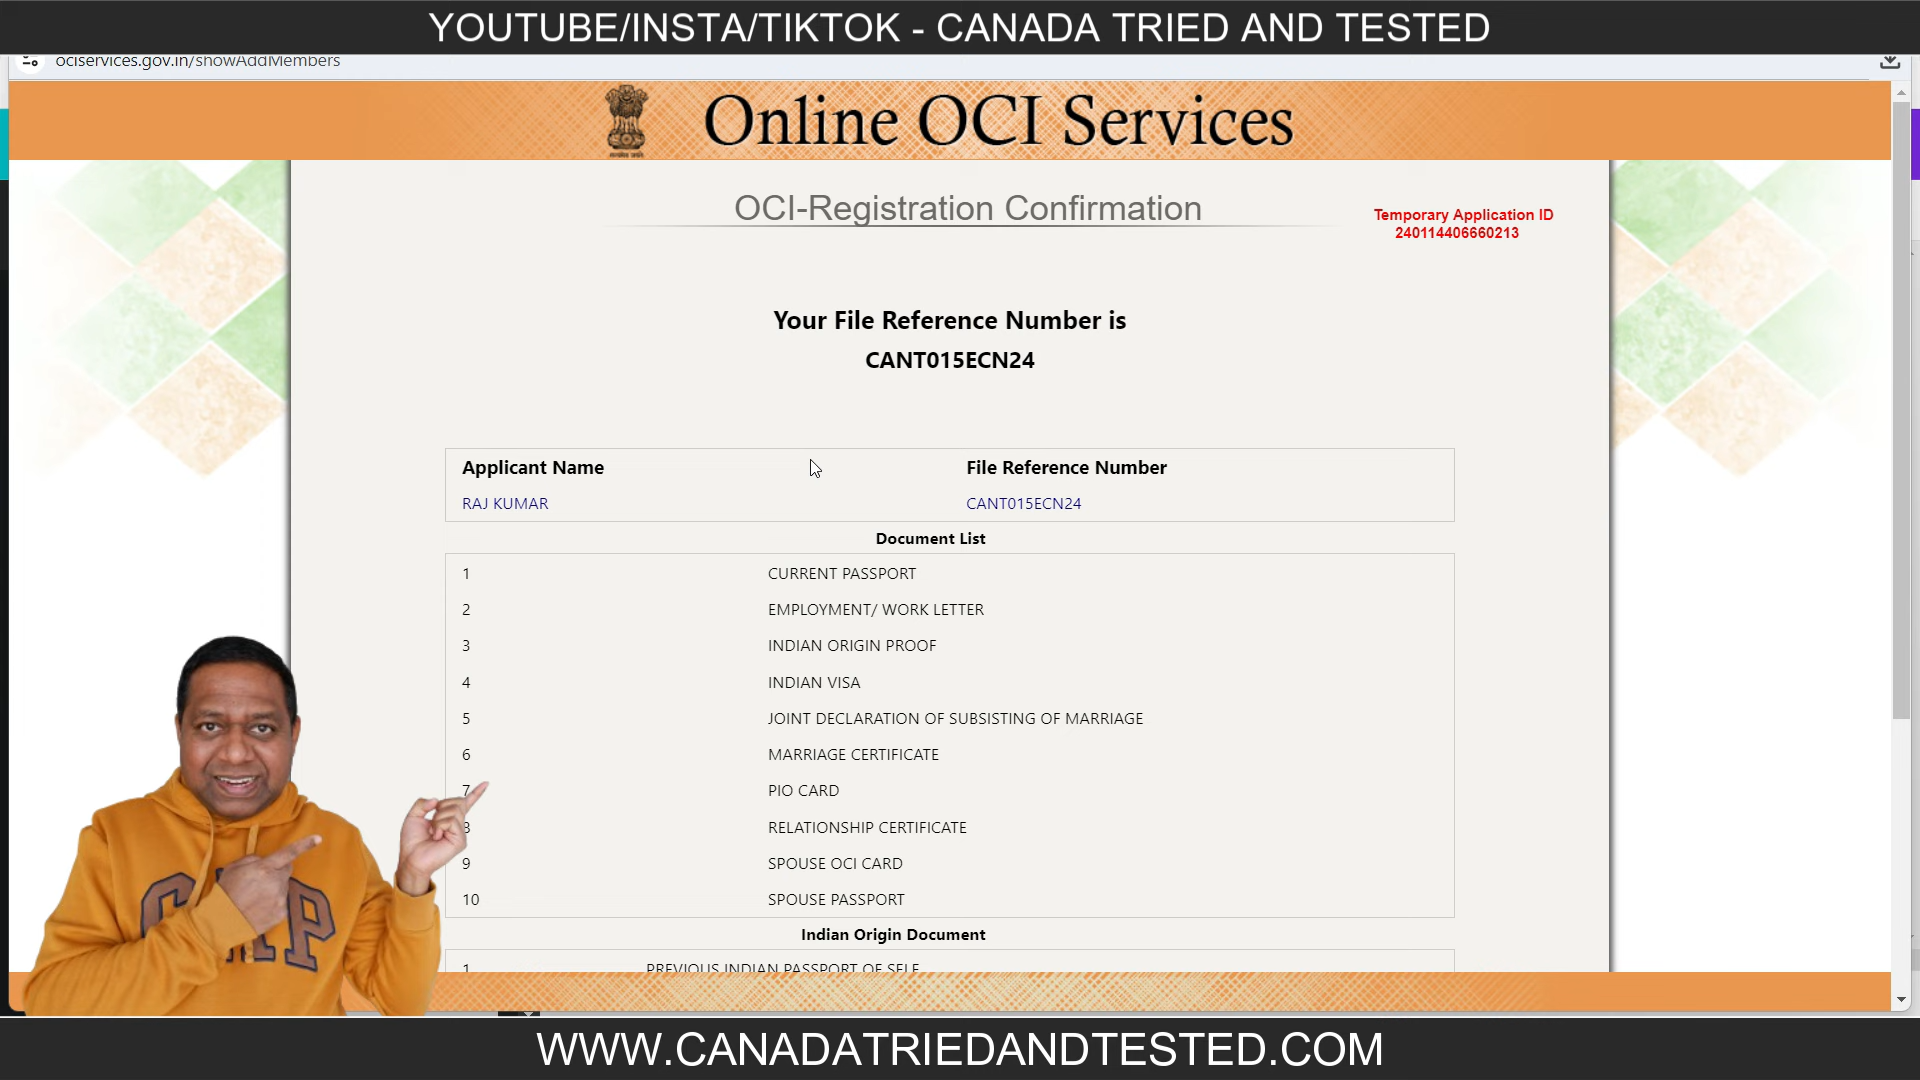 YOUTUBE/INSTA/TIKTOK - CANADA TRIED AND TESTED
ociservices.gov.in/showAddMembers
Online OCI Services
OCI-Registration Confirmation
Temporary Application ID
240114406660213
Your File Reference Number is
CANT015ECN24
Applicant Name File Reference Number
RAJ KUMAR CANT015ECN24
Document List
1 CURRENT PASSPORT
2 EMPLOYMENT/ WORK LETTER
3 INDIAN ORIGIN PROOF
4 INDIAN VISA
5 JOINT DECLARATION OF SUBSISTING OF MARRIAGE
6 MARRIAGE CERTIFICATE
7 PIO CARD
8 RELATIONSHIP CERTIFICATE
9 SPOUSE OCI CARD
10 SPOUSE PASSPORT
Indian Origin Document
1 PREVIOUS INDIAN PASSPORT OF SELF
WWW.CANADATRIEDANDTESTED.COM